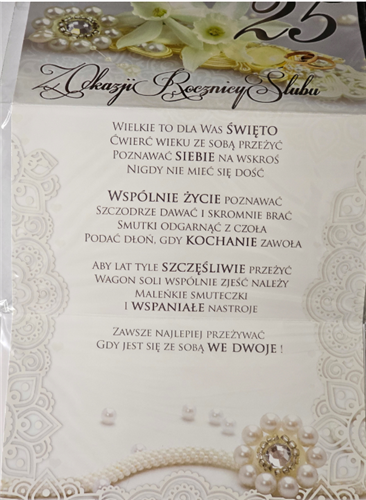 25
Z Okazji Rocznicy Ślubu
Wielkie to dla Was ŚWIĘTO
Ćwierć wieku ze sobą przeżyć
Poznawać SIEBIE na wskroś
Nigdy nie mieć się dość
WSPÓLNIE ŻYCIE poznawać
Szczodrze dawać i skromnie brać
Smutki odgarnąć z czoła
Podać dłoń, gdy KOCHANIE zawoła
Aby lat tyle SZCZĘŚLIWIE przeżyć
Wagon soli wspólnie zjeść należy
Maleńkie smuteczki
I WSPANIAŁE nastroje
Zawsze najlepiej przeżywać
Gdy jest się ze sobą WE DWOJE !